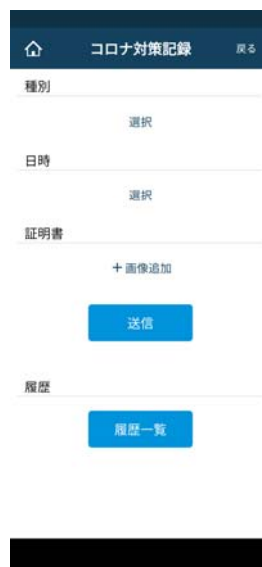 コロナ対策記録 戻る
種別
選択
日時
選択
証明書
+ 画像追加
送信
履歴
履歴一覧